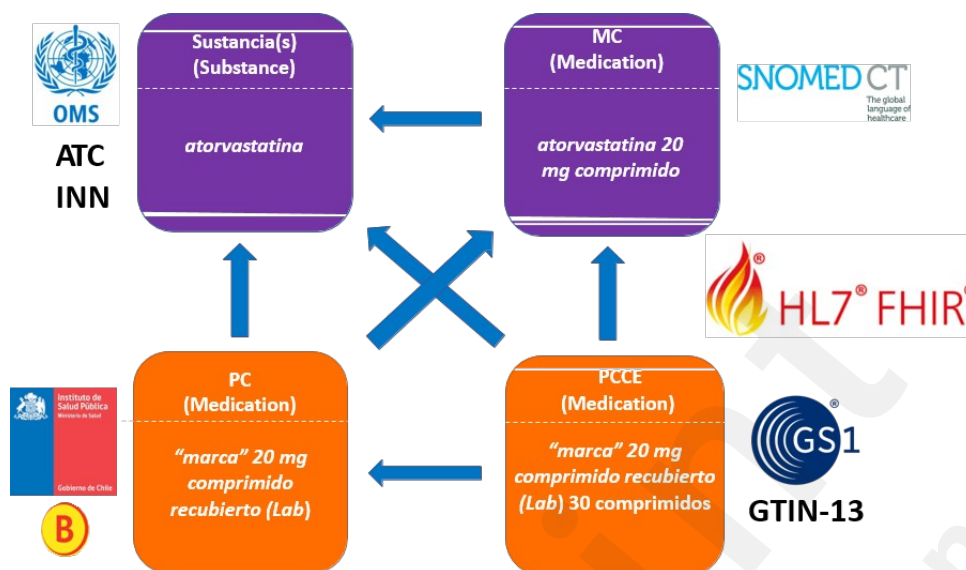 OMS
ATC
INN
Sustancia(s)
(Substance)
atorvastatina
MC
(Medication)
atorvastatina 20
mg comprimido
SNOMED CT
The global
language of
healthcare
HL7® FHIR®
Instituto de
Salud Pública
Ministerio de Salud
Gobierno de Chile
B
PC
(Medication)
“marca” 20 mg
comprimido
recubierto (Lab)
PCCE
(Medication)
“marca” 20 mg
comprimido recubierto
(Lab) 30 comprimidos
GS1®
GTIN-13